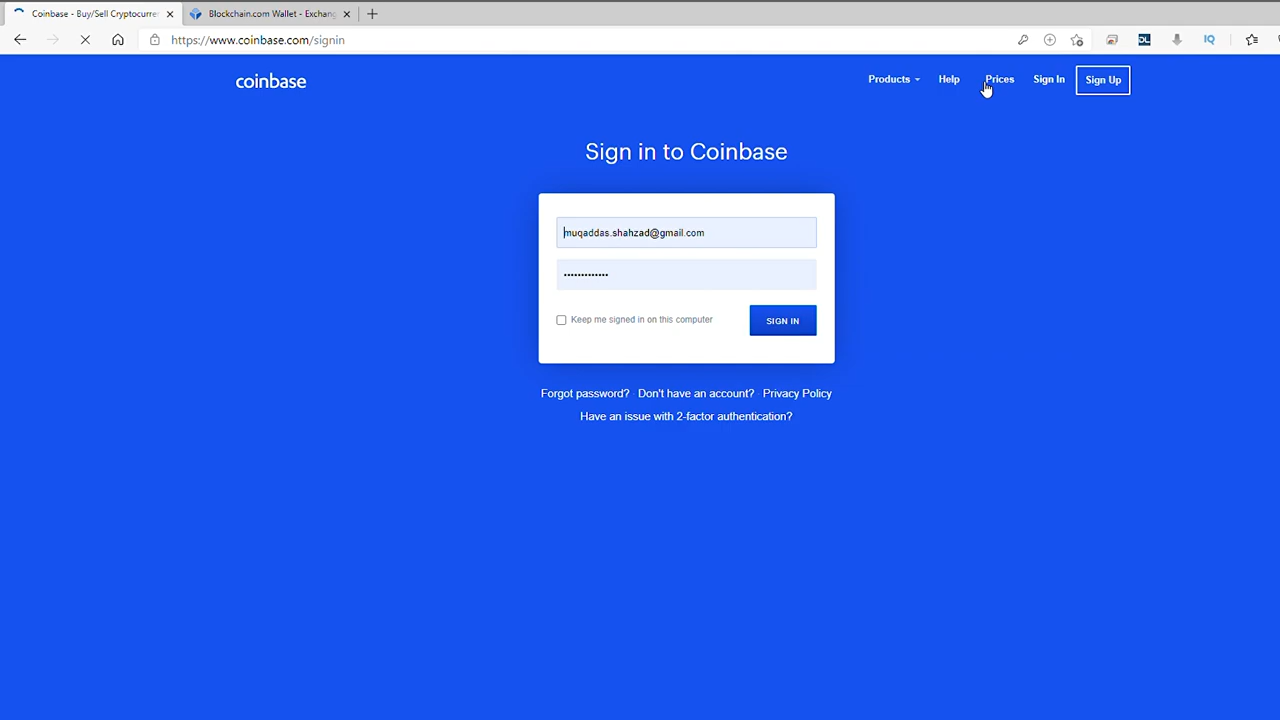 Coinbase - Buy/Sell Cryptocurre
Blockchain.com Wallet - Exchang
https://www.coinbase.com/signin
DL
IQ
coinbase
Products
Help
Prices
Sign In
Sign Up
Sign in to Coinbase
muqaddas.shahzad@gmail.com
•••••••••••••
Keep me signed in on this computer
SIGN IN
Forgot password? · Don't have an account? · Privacy Policy
Have an issue with 2-factor authentication?